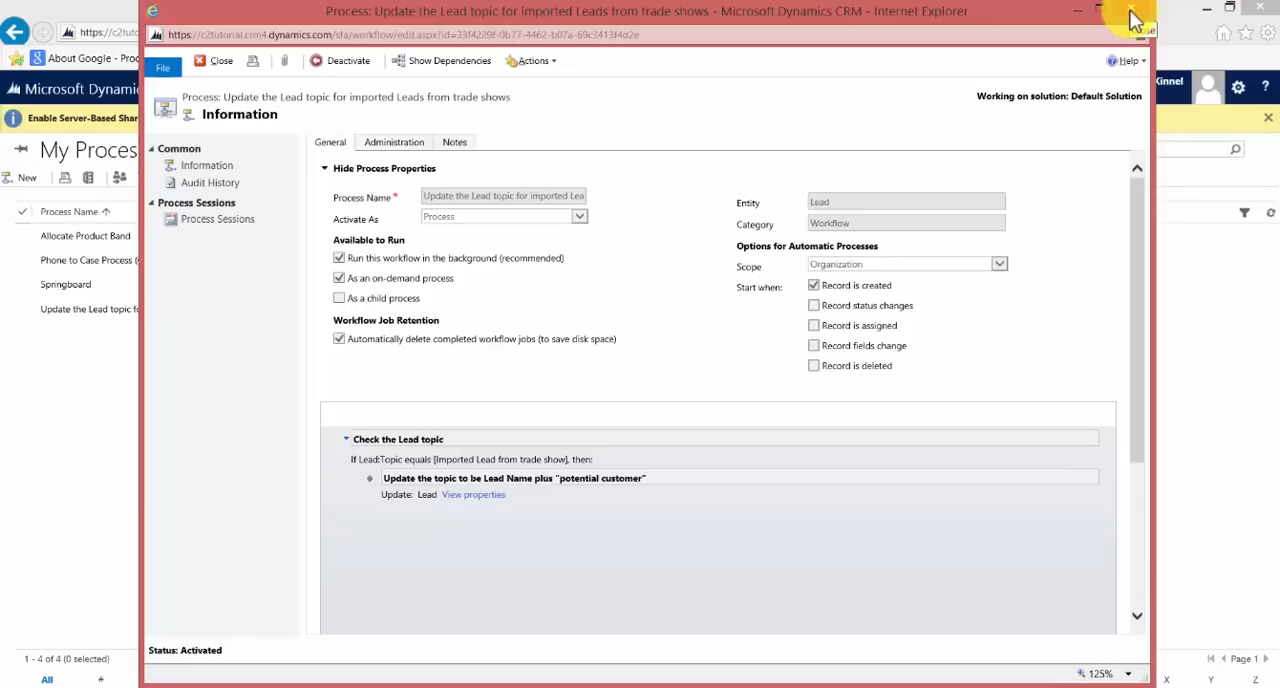 Process: Update the Lead topic for imported Leads from trade shows - Microsoft Dynamics CRM - Internet Explorer
https://c2tuto
https://c2tutorial.crm4.dynamics.com/sfa/workflow/edit.aspx?id=33f4229f-0b77-4462-b07a-69c3413f4d2e
About Google - Prod
File
Close
Deactivate
Show Dependencies
Actions
Help
Microsoft Dynami
Kinnel
?
Process: Update the Lead topic for imported Leads from trade shows
Information
Working on solution: Default Solution
Enable Server-Based Shar
My Process
New
Process Name
Allocate Product Band
Phone to Case Process (
Springboard
Update the Lead topic fo
Common
Information
Audit History
Process Sessions
Process Sessions
General
Administration
Notes
Hide Process Properties
Process Name *
Update the Lead topic for imported Lea
Activate As
Process
Available to Run
Run this workflow in the background (recommended)
As an on-demand process
As a child process
Workflow Job Retention
Automatically delete completed workflow jobs (to save disk space)
Entity
Lead
Category
Workflow
Options for Automatic Processes
Scope
Organization
Start when:
Record is created
Record status changes
Record is assigned
Record fields change
Record is deleted
Check the Lead topic
If Lead:Topic equals [Imported Lead from trade show], then:
Update the topic to be Lead Name plus "potential customer"
Update: Lead View properties
Status: Activated
1 - 4 of 4 (0 selected)
Page 1
All
#
125%
X
Y
Z